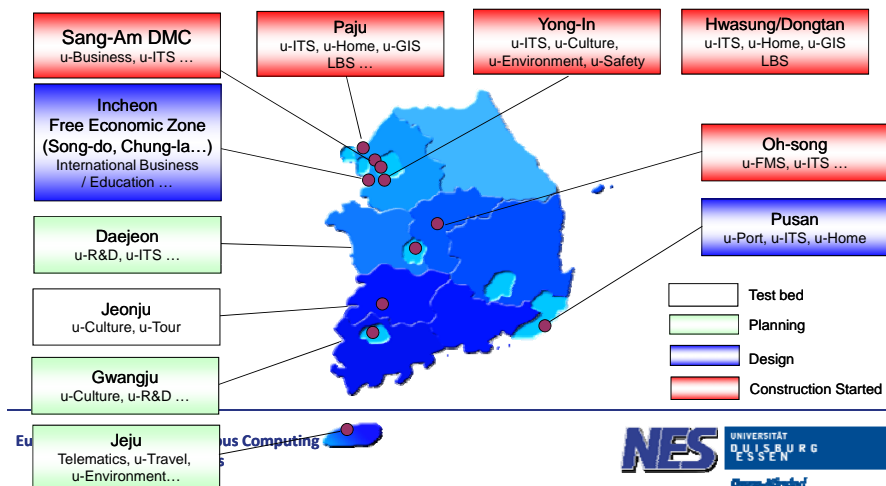 Sang-Am DMC
u-Business, u-ITS ...
Paju
u-ITS, u-Home, u-GIS
LBS ...
Yong-In
u-ITS, u-Culture,
u-Environment, u-Safety
Hwasung/Dongtan
u-ITS, u-Home, u-GIS
LBS
Incheon
Free Economic Zone
(Song-do, Chung-la...)
International Business
/ Education ...
Oh-song
u-FMS, u-ITS ...
Daejeon
u-R&D, u-ITS ...
Pusan
u-Port, u-ITS, u-Home
Jeonju
u-Culture, u-Tour
Gwangju
u-Culture, u-R&D ...
Jeju
Telematics, u-Travel,
u-Environment...
Test bed
Planning
Design
Construction Started
Computing
NES
UNIVERSITÄT
DUISBURG
ESSEN